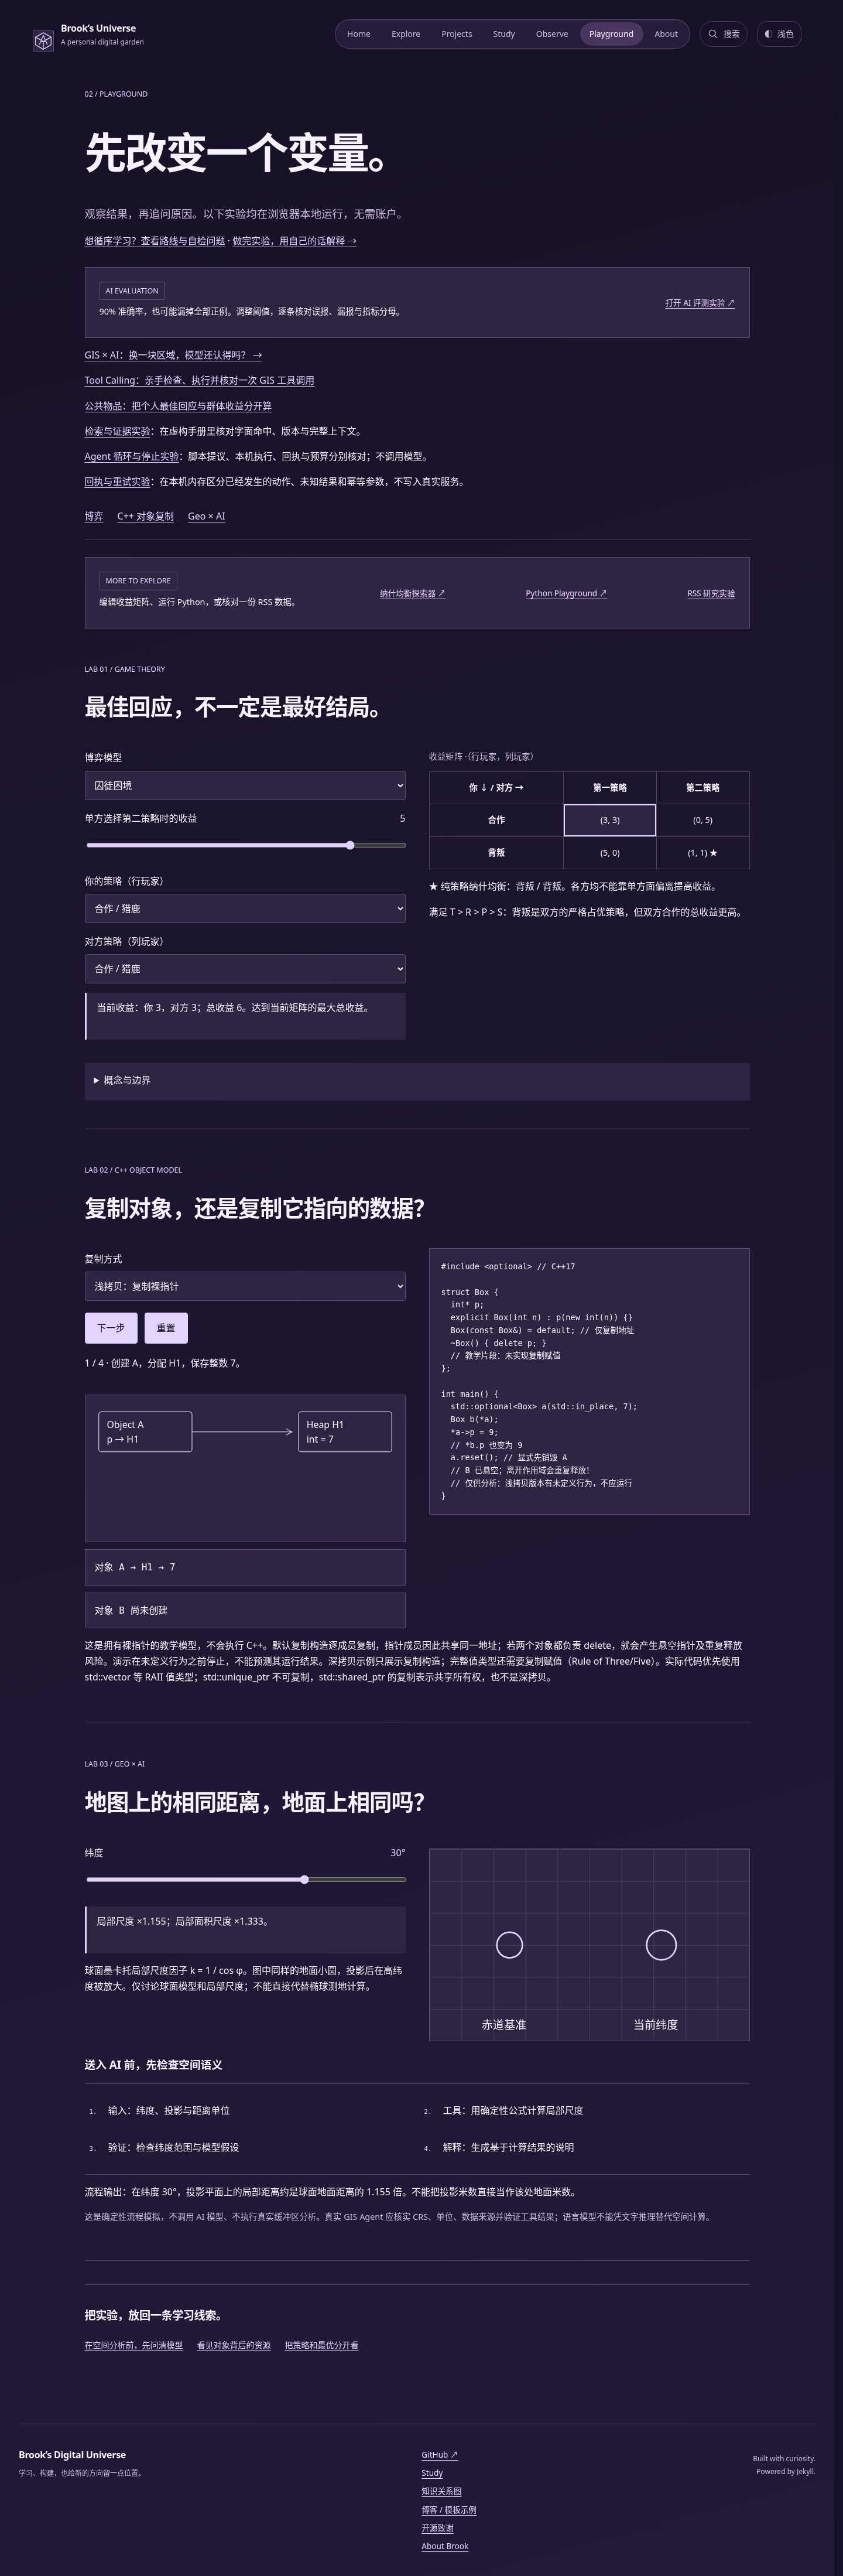 Brook’s Universe
A personal digital garden
Home
Explore
Projects
Study
Observe
Playground
About
搜索
浅色
02 / PLAYGROUND
先改变一个变量。
观察结果，再追问原因。以下实验均在浏览器本地运行，无需账户。
想循序学习？查看路线与自检问题 · 做完实验，用自己的话解释 →
AI EVALUATION
90% 准确率，也可能漏掉全部正例。调整阈值，逐条核对误报、漏报与指标分母。
打开 AI 评测实验 ↗
GIS × AI：换一块区域，模型还认得吗？ →
Tool Calling：亲手检查、执行并核对一次 GIS 工具调用
公共物品：把个人最佳回应与群体收益分开算
检索与证据实验：在虚构手册里核对字面命中、版本与完整上下文。
Agent 循环与停止实验：脚本提议、本机执行、回执与预算分别核对；不调用模型。
回执与重试实验：在本机内存区分已经发生的动作、未知结果和幂等参数，不写入真实服务。
博弈
C++ 对象复制
Geo × AI
MORE TO EXPLORE
编辑收益矩阵、运行 Python，或核对一份 RSS 数据。
纳什均衡探索器 ↗
Python Playground ↗
RSS 研究实验
LAB 01 / GAME THEORY
最佳回应，不一定是最好结局。
博弈模型
囚徒困境
单方选择第二策略时的收益 5
你的策略（行玩家）
合作 / 猎鹿
对方策略（列玩家）
合作 / 猎鹿
当前收益：你 3，对方 3；总收益 6。达到当前矩阵的最大总收益。
收益矩阵 ·（行玩家，列玩家）
你 ↓ / 对方 → 第一策略 第二策略
合作 (3, 3) (0, 5)
背叛 (5, 0) (1, 1) ★
★ 纯策略纳什均衡：背叛 / 背叛。各方均不能靠单方面偏离提高收益。
满足 T > R > P > S：背叛是双方的严格占优策略，但双方合作的总收益更高。
▶ 概念与边界
LAB 02 / C++ OBJECT MODEL
复制对象，还是复制它指向的数据？
复制方式
浅拷贝：复制裸指针
下一步
重置
1 / 4 · 创建 A，分配 H1，保存整数 7。
Object A
p → H1
Heap H1
int = 7
对象 A → H1 → 7
对象 B 尚未创建
#include <optional> // C++17
struct Box {
int* p;
explicit Box(int n) : p(new int(n)) {}
Box(const Box&) = default; // 仅复制地址
~Box() { delete p; }
// 教学片段：未实现复制赋值
};
int main() {
std::optional<Box> a(std::in_place, 7);
Box b(*a);
*a->p = 9;
// *b.p 也变为 9
a.reset(); // 显式先销毁 A
// B 已悬空；离开作用域会重复释放！
// 仅供分析：浅拷贝版本有未定义行为，不应运行
}
这是拥有裸指针的教学模型，不会执行 C++。默认复制构造逐成员复制，指针成员因此共享同一地址；若两个对象都负责 delete，就会产生悬空指针及重复释放
风险。演示在未定义行为之前停止，不能预测其运行结果。深拷贝示例只展示复制构造；完整值类型还需要复制赋值（Rule of Three/Five）。实际代码优先使用
std::vector 等 RAII 值类型；std::unique_ptr 不可复制，std::shared_ptr 的复制表示共享所有权，也不是深拷贝。
LAB 03 / GEO × AI
地图上的相同距离，地面上相同吗？
纬度 30°
局部尺度 ×1.155；局部面积尺度 ×1.333。
球面墨卡托局部尺度因子 k = 1 / cos φ。图中同样的地面小圆，投影后在高纬
度被放大。仅讨论球面模型和局部尺度；不能直接代替椭球测地计算。
赤道基准
当前纬度
送入 AI 前，先检查空间语义
1. 输入：纬度、投影与距离单位
2. 工具：用确定性公式计算局部尺度
3. 验证：检查纬度范围与模型假设
4. 解释：生成基于计算结果的说明
流程输出：在纬度 30°，投影平面上的局部距离约是球面地面距离的 1.155 倍。不能把投影米数直接当作该处地面米数。
这是确定性流程模拟，不调用 AI 模型、不执行真实缓冲区分析。真实 GIS Agent 应核实 CRS、单位、数据来源并验证工具结果；语言模型不能凭文字推理替代空间计算。
把实验，放回一条学习线索。
在空间分析前，先问清模型
看见对象背后的资源
把策略和最优分开看
Brook’s Digital Universe
学习、构建，也给新的方向留一点位置。
GitHub ↗
Study
知识关系图
博客 / 模板示例
开源致谢
About Brook
Built with curiosity.
Powered by Jekyll.